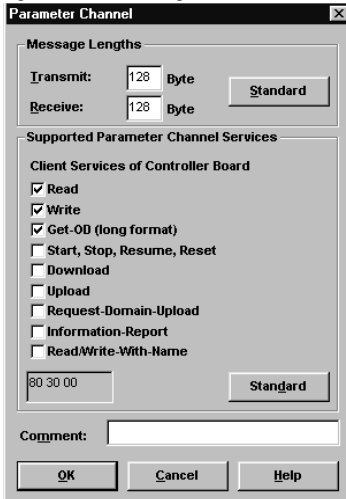 Parameter Channel
Message Lengths
Transmit: 128 Byte
Receive: 128 Byte
Standard
Supported Parameter Channel Services
Client Services of Controller Board
Read
Write
Get-OD (long format)
Start, Stop, Resume, Reset
Download
Upload
Request-Domain-Upload
Information-Report
Read/Write-With-Name
80 30 00 Standard
Comment:
OK Cancel Help